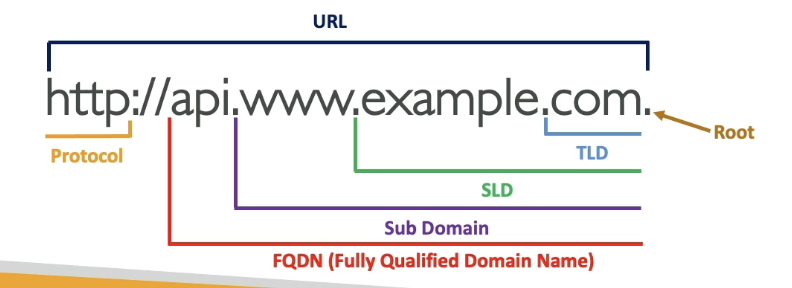 URL
http://api.www.example.com.
Root
Protocol
TLD
SLD
Sub Domain
FQDN (Fully Qualified Domain Name)